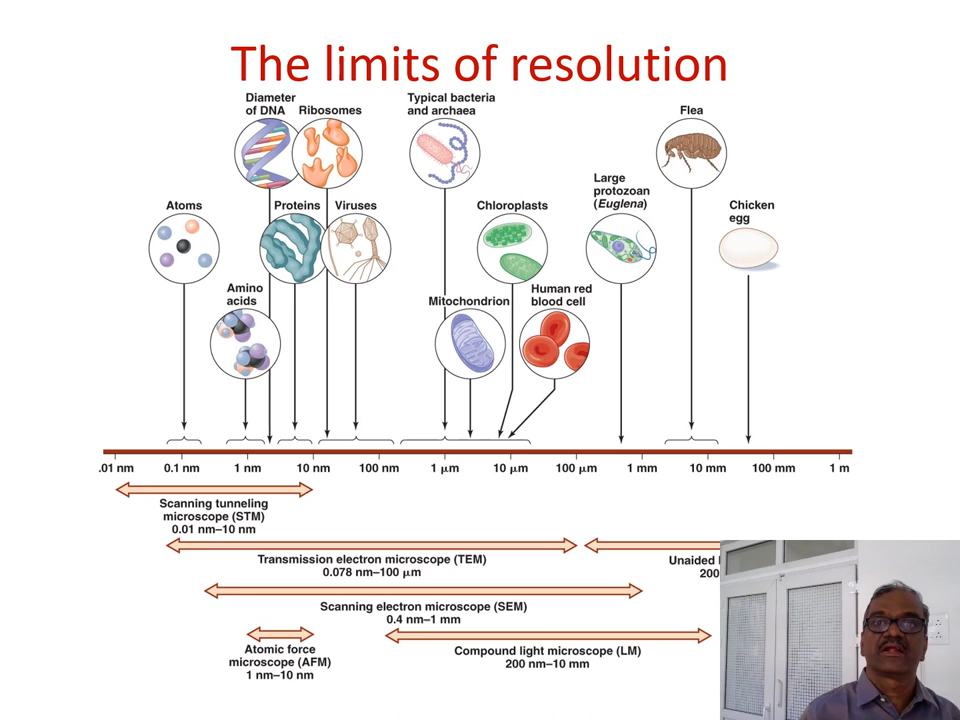 The limits of resolution
Diameter
of DNA
Ribosomes
Typical bacteria
and archaea
Flea
Large
protozoan
(Euglena)
Atoms
Proteins
Viruses
Chloroplasts
Chicken
egg
Amino
acids
Mitochondrion
Human red
blood cell
.01 nm
0.1 nm
1 nm
10 nm
100 nm
1 μm
10 μm
100 μm
1 mm
10 mm
100 mm
1 m
Scanning tunneling
microscope (STM)
0.01 nm–10 nm
Transmission electron microscope (TEM)
0.078 nm–100 μm
Unaided
200
Scanning electron microscope (SEM)
0.4 nm–1 mm
Atomic force
microscope (AFM)
1 nm–10 nm
Compound light microscope (LM)
200 nm–10 mm